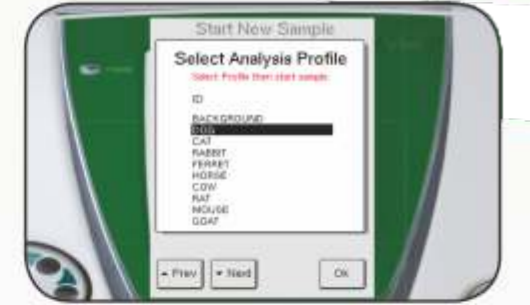 Start New Sample
Select Analysis Profile
Select Profile then start sample
ID
BACKGROUND
DOG
CAT
RABBIT
FERRET
HORSE
COW
RAT
MOUSE
GOAT
Prev
Next
Ok